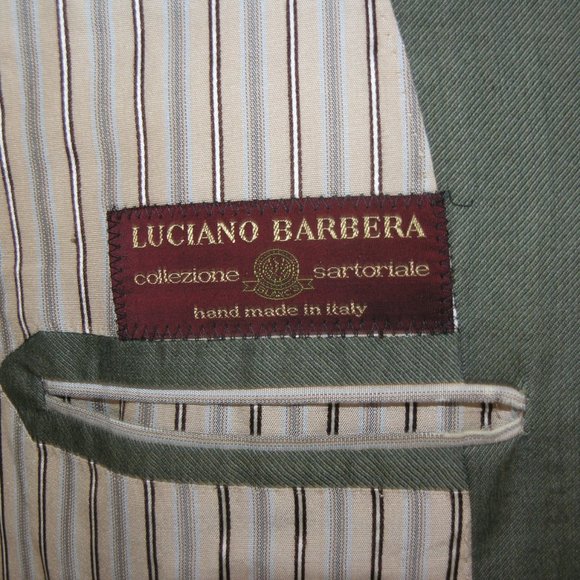 LUCIANO BARBERA
collezione sartoriale
hand made in italy